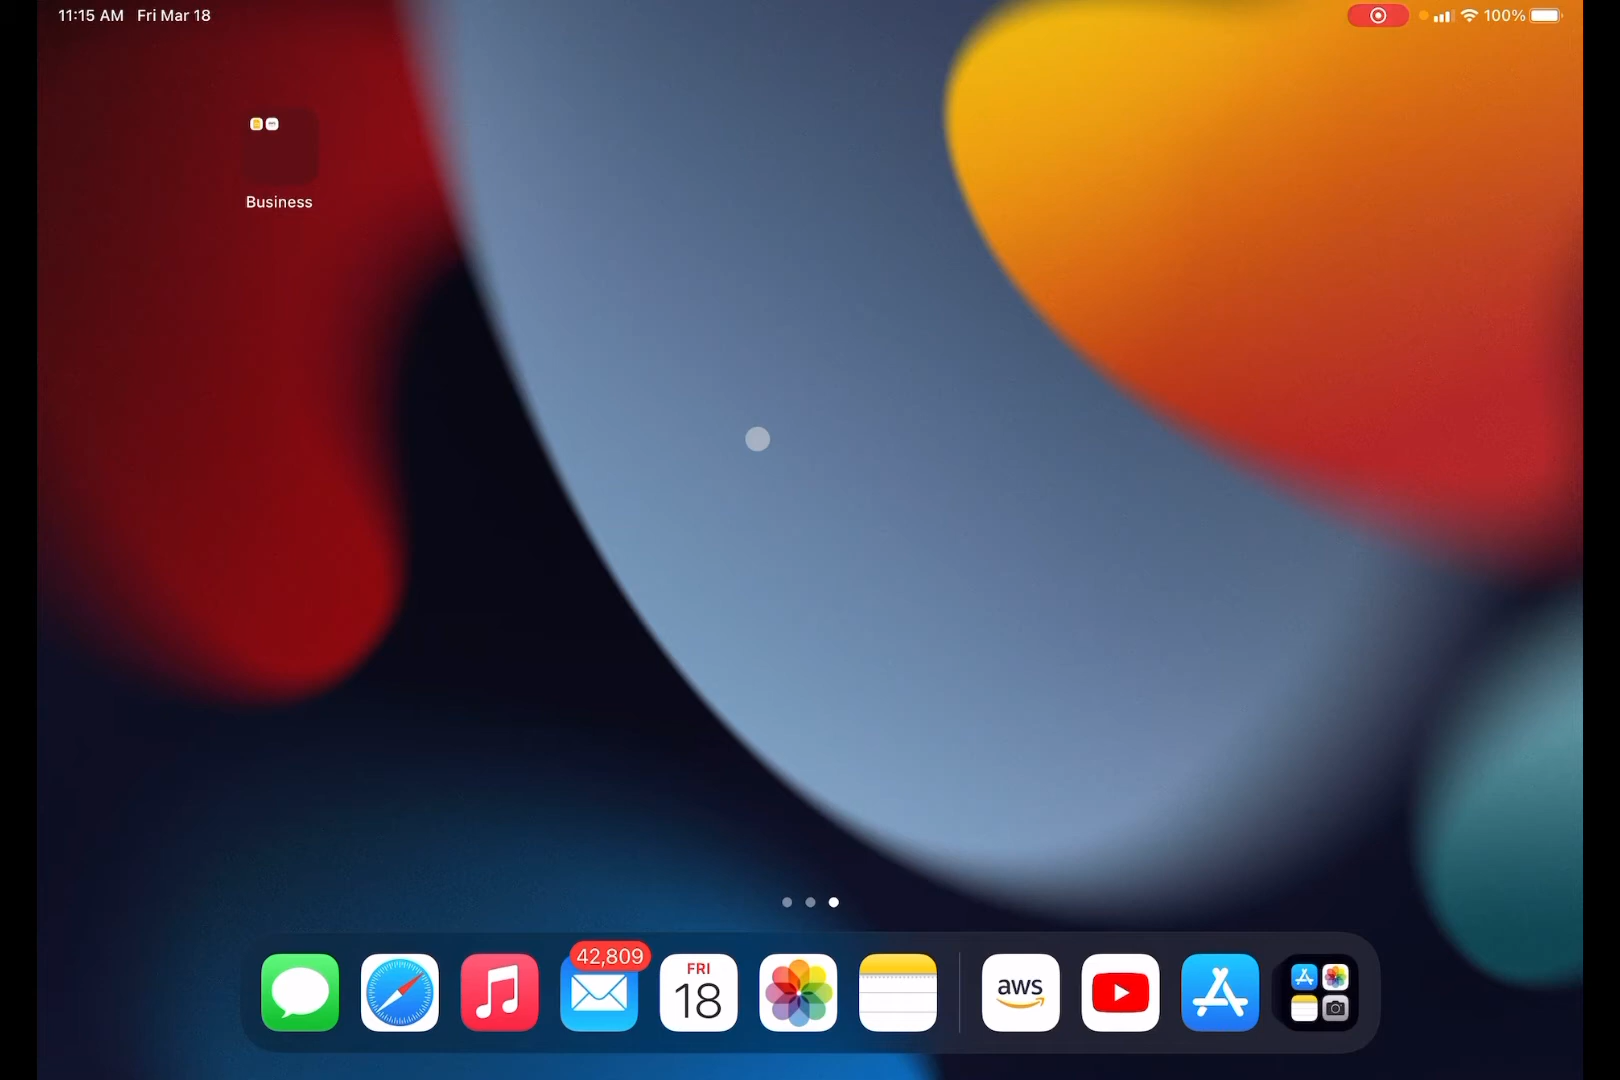 11:15 AM Fri Mar 18
100%
Business
42,809
FRI
18
aws